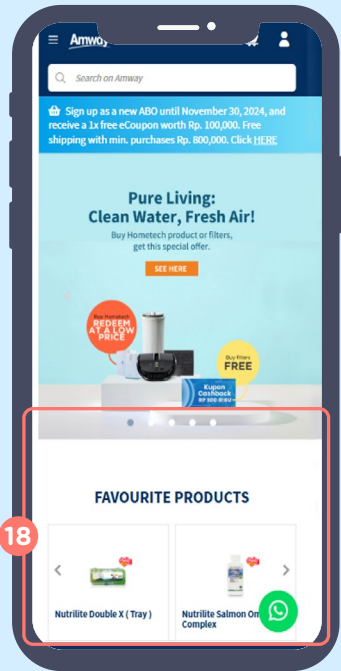 Amway
Search on Amway
Sign up as a new ABO until November 30, 2024, and
receive a 1x free eCoupon worth Rp. 100,000. Free
shipping with min. purchases Rp. 800,000. Click HERE
Pure Living:
Clean Water, Fresh Air!
Buy Hometech product or filters,
get this special offer.
SEE HERE
Buy Hometech
REDEEM
AT A LOW
PRICE
Buy Filters
FREE
Kupon
Cashback
18
FAVOURITE PRODUCTS
Nutrilite Double X ( Tray )
Nutrilite Salmon Om
Complex